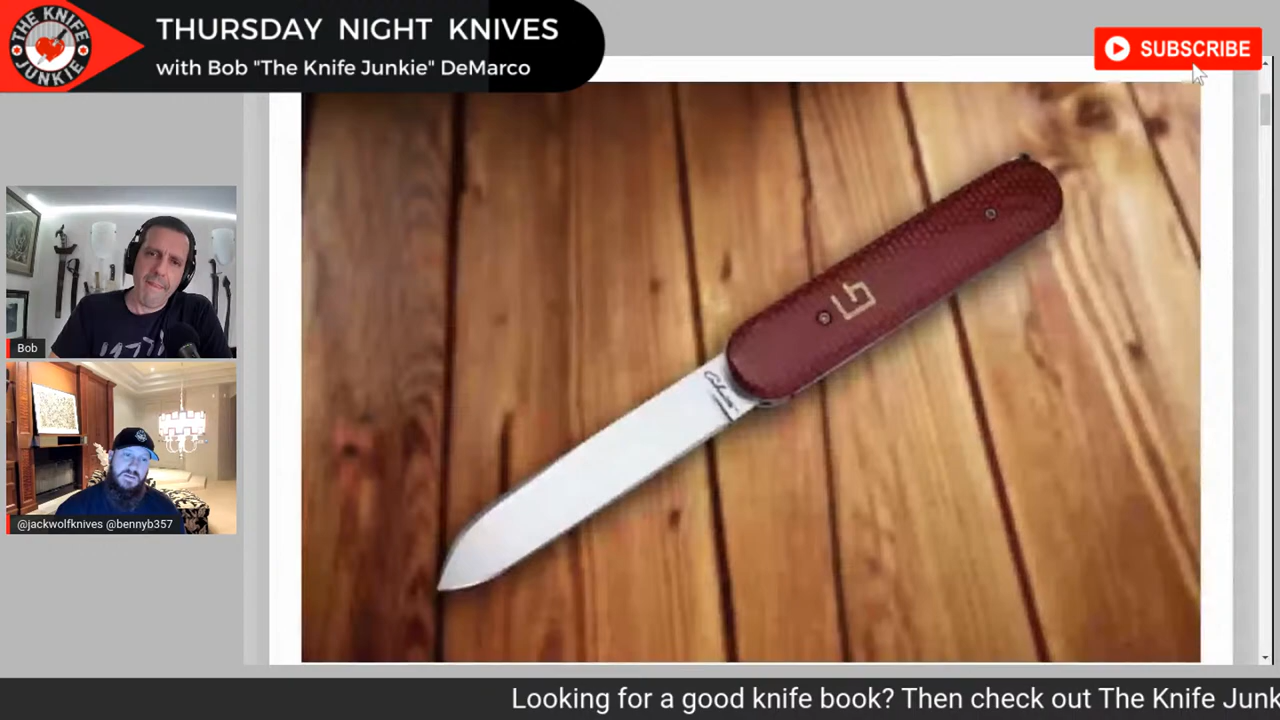 THE KNIFE
JUNKIE
THURSDAY NIGHT KNIVES
with Bob "The Knife Junkie" DeMarco
SUBSCRIBE
Bob
@jackwolfknives @bennyb357
Looking for a good knife book? Then check out The Knife Junk